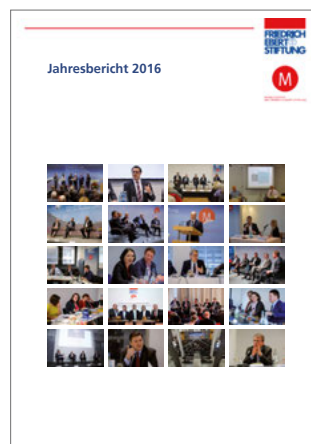 FRIEDRICH
EBERT
STIFTUNG
Jahresbericht 2016
M